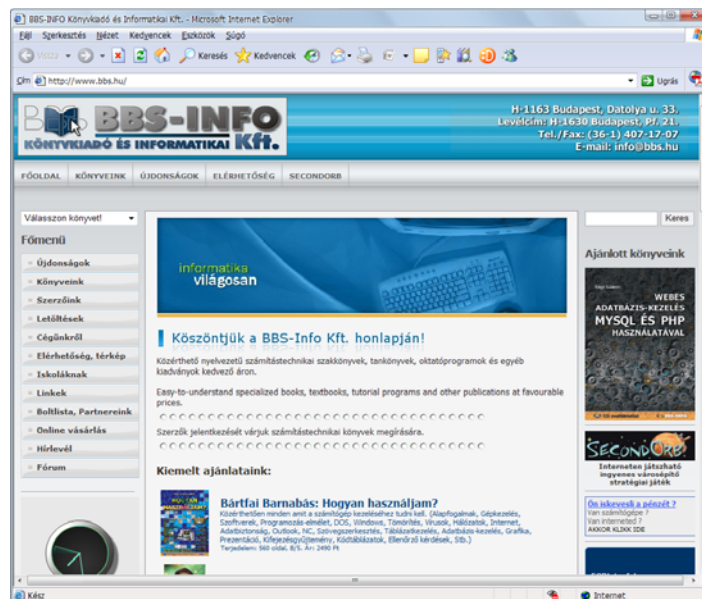 BBS-INFO Könyvkiadó és Informatikai Kft. - Microsoft Internet Explorer
Fájl Szerkesztés Nézet Kedvencek Eszközök Súgó
Vissza Keresés Kedvencek
Cím http://www.bbs.hu/ Ugrás
BBS-INFO
KÖNYVKIADÓ ÉS INFORMATIKAI Kft.
H-1163 Budapest, Datolya u. 33.
Levélcím: H-1630 Budapest, Pf. 21.
Tel./Fax: (36-1) 407-17-07
E-mail: info@bbs.hu
FŐOLDAL KÖNYVEINK ÚJDONSÁGOK ELÉRHETŐSÉG SECONDORB
Válasszon könyvet!
Főmenü
Újdonságok
Könyveink
Szerzőink
Letöltések
Cégünkről
Elérhetőség, térkép
Iskoláknak
Linkek
Boltlista, Partnereink
Online vásárlás
Hírlevél
Fórum
informatika
világosan
Köszöntjük a BBS-Info Kft. honlapján!
Közérthető nyelvezetű számítástechnikai szakkönyvek, tankönyvek, oktatóprogramok és egyéb
kiadványok kedvező áron.
Easy-to-understand specialized books, textbooks, tutorial programs and other publications at favourable
prices.
Szerzők jelentkezését várjuk számítástechnikai könyvek megírására.
Kiemelt ajánlataink:
Bártfai Barnabás: Hogyan használjam?
Közérthetően minden amit a számítógép kezeléséhez tudni kell. (Alapfogalmak, Gépkezelés,
Szoftverek, Programozás-elmélet, DOS, Windows, Tömörítés, Vírusok, Hálózatok, Internet,
Adatbiztonság, Outlook, NC, Szövegszerkesztés, Táblázatkezelés, Adatbázis-kezelés, Grafika,
Prezentáció, Kifejezésgyűjtemény, Kódtáblázatok, Ellenőrző kérdések, Stb.)
Terjedelem: 560 oldal. B/5. Ár: 2490 Ft
Keres
Ajánlott könyveink
WEBES
ADATBÁZIS-KEZELÉS
MYSQL ÉS PHP
HASZNÁLATÁVAL
SECONDORB!
Interneten játszható
ingyenes városépítő
stratégiai játék
Ön iskeveslí a pénzét ?
Van számítógépe ?
Van interneted ?
AKKOR KLIKK IDE
Kész Internet